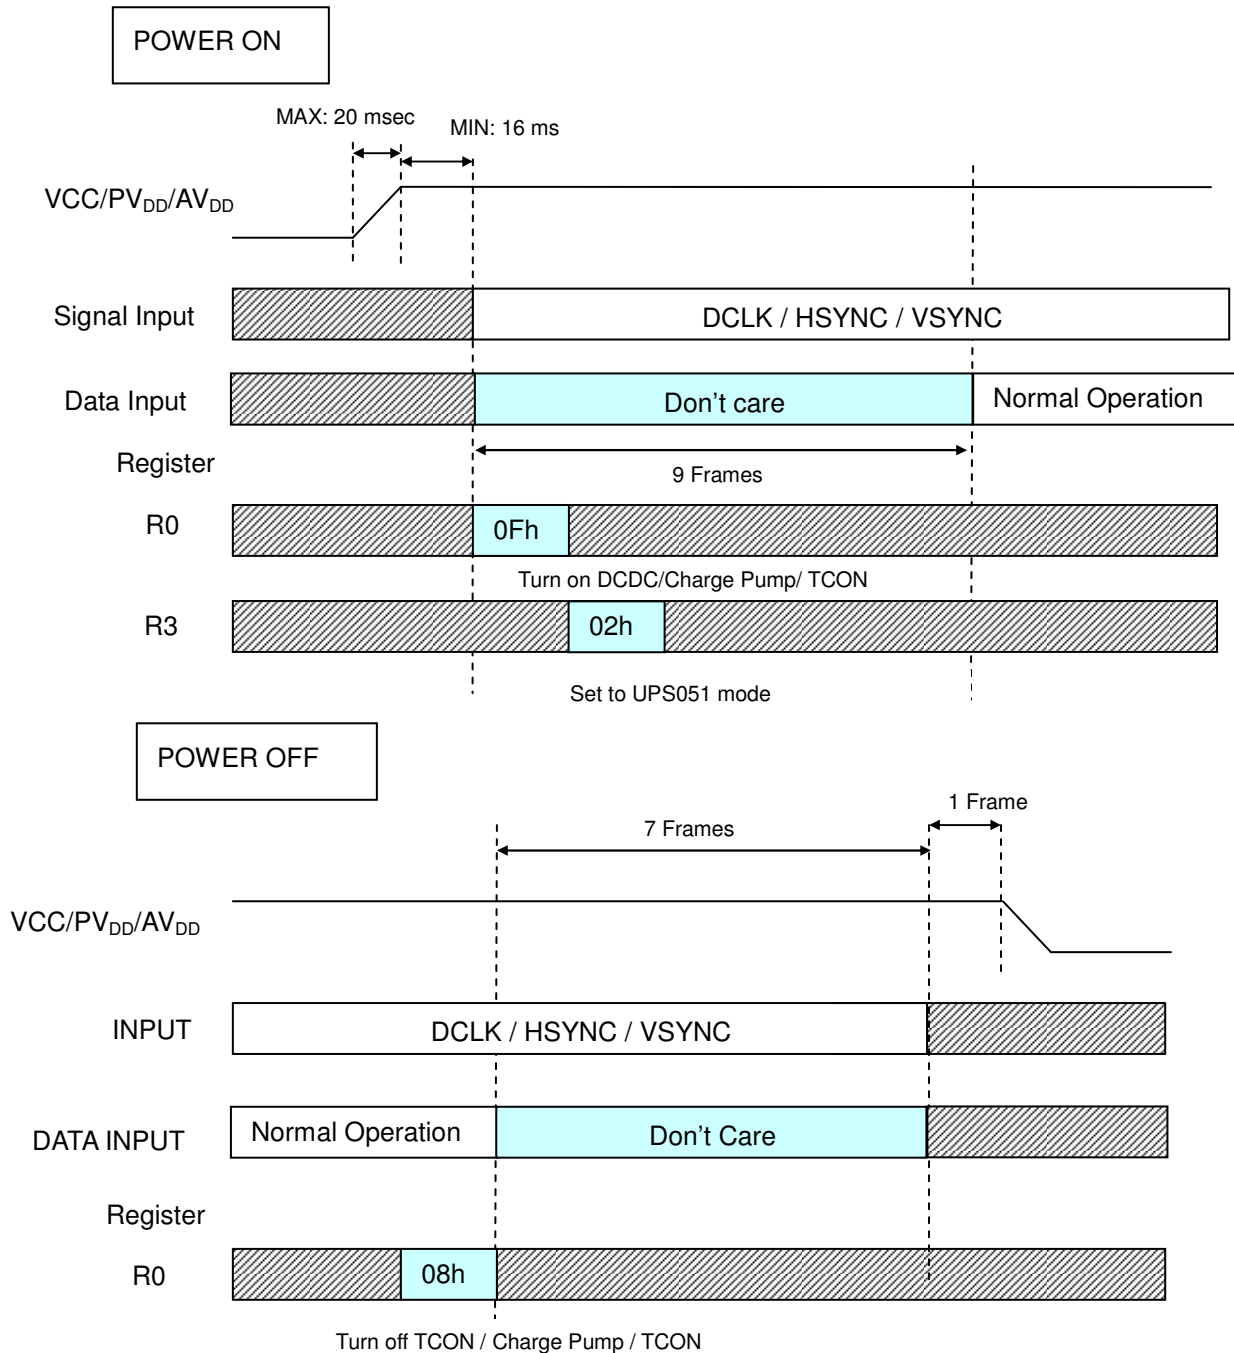 POWER ON
MAX: 20 msec
MIN: 16 ms
VCC/PVDD/AVDD
Signal Input
DCLK / HSYNC / VSYNC
Data Input
Don't care
Normal Operation
Register
9 Frames
R0
0Fh
Turn on DCDC/Charge Pump/ TCON
R3
02h
Set to UPS051 mode
POWER OFF
1 Frame
7 Frames
VCC/PVDD/AVDD
INPUT
DCLK / HSYNC / VSYNC
DATA INPUT
Normal Operation
Don't Care
Register
R0
08h
Turn off TCON / Charge Pump / TCON